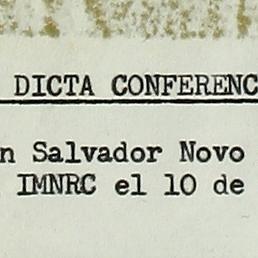 DICTA CONFERENC
n Salvador Novo
IMNRC el 10 de